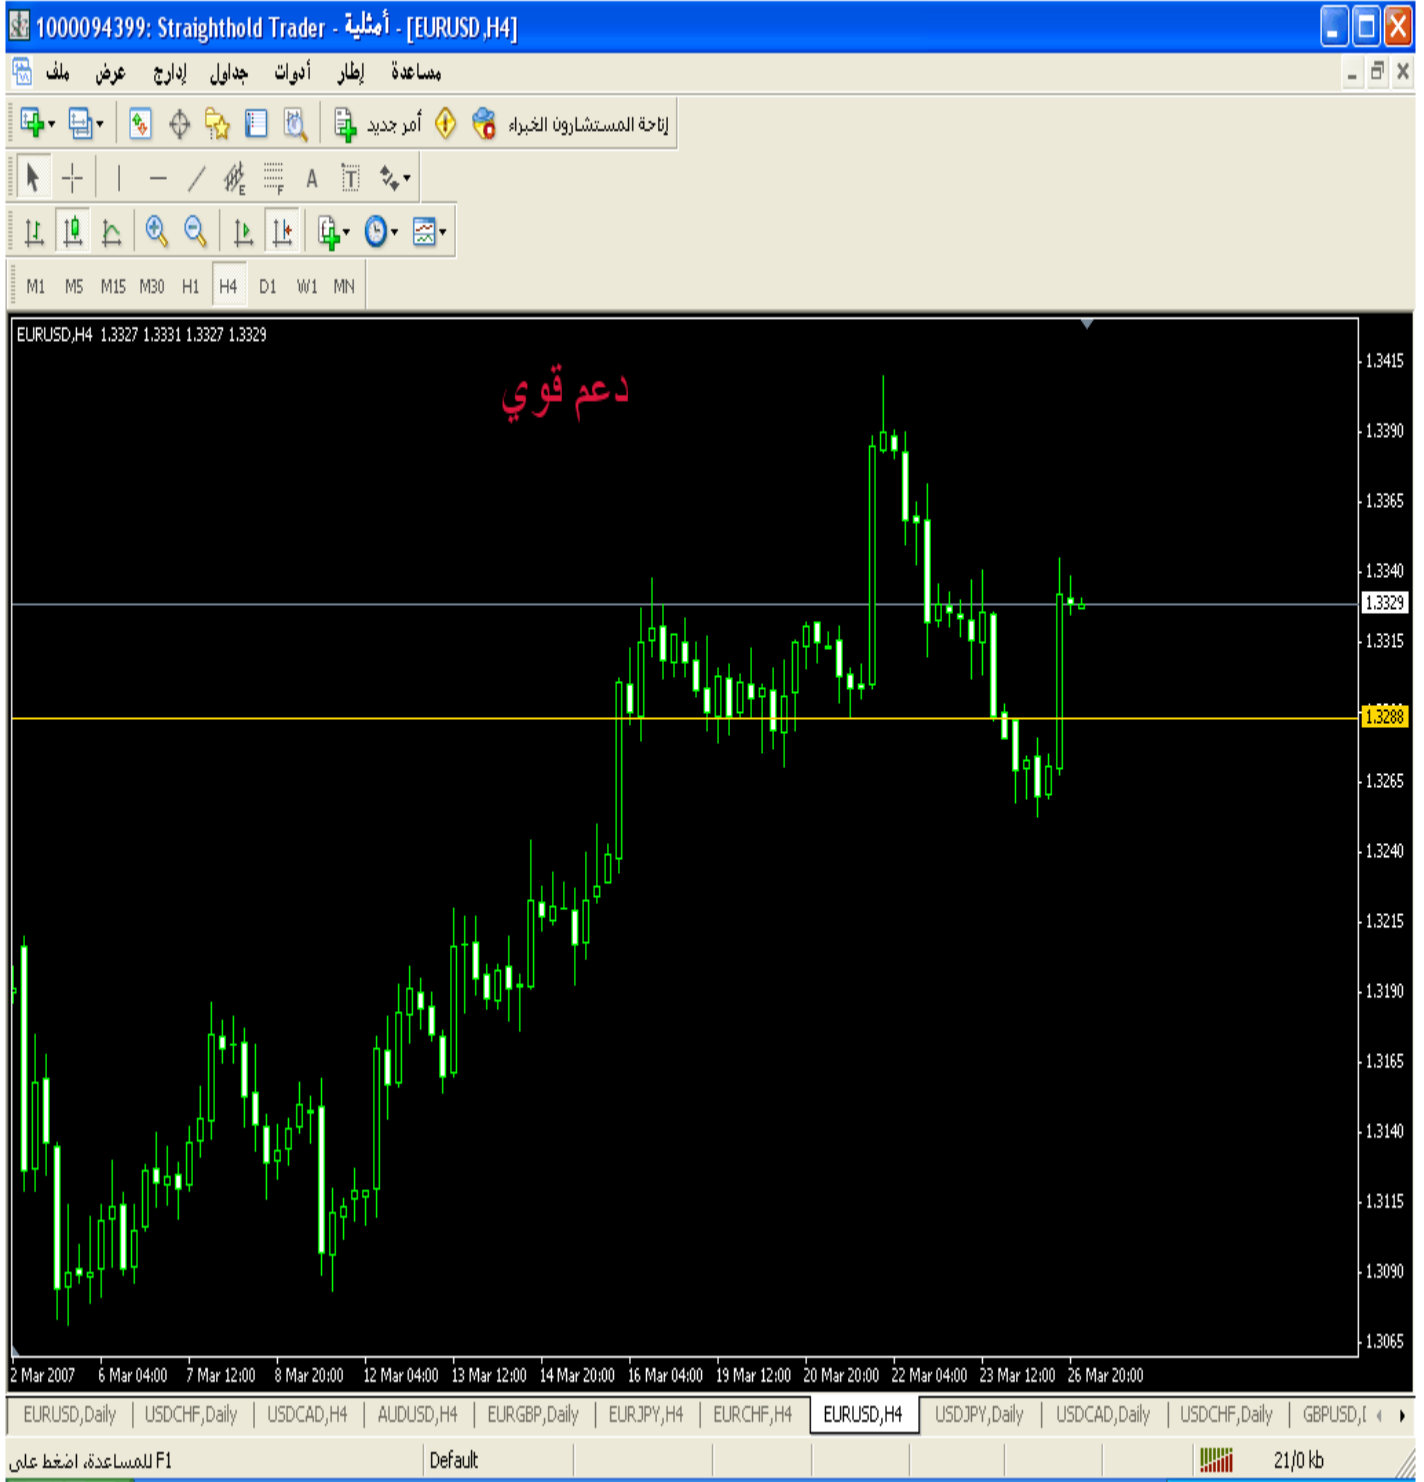 1000094399: Straighthold Trader - أمثلية - [EURUSD,H4]
ملف عرض إدارج جداول أدوات إطار مساعدة
أمر جديد إتاحة المستشارون الخبراء
E F A T
M1 M5 M15 M30 H1 H4 D1 W1 MN
EURUSD,H4 1.3327 1.3331 1.3327 1.3329
دعم قوي
1.3415
1.3390
1.3365
1.3340
1.3329
1.3315
1.3288
1.3265
1.3240
1.3215
1.3190
1.3165
1.3140
1.3115
1.3090
1.3065
2 Mar 2007 6 Mar 04:00 7 Mar 12:00 8 Mar 20:00 12 Mar 04:00 13 Mar 12:00 14 Mar 20:00 16 Mar 04:00 19 Mar 12:00 20 Mar 20:00 22 Mar 04:00 23 Mar 12:00 26 Mar 20:00
EURUSD,Daily USDCHF,Daily USDCAD,H4 AUDUSD,H4 EURGBP,Daily EURJPY,H4 EURCHF,H4 EURUSD,H4 USDJPY,Daily USDCAD,Daily USDCHF,Daily GBPUSD,
للمساعدة، اضغط على F1 Default 21/0 kb